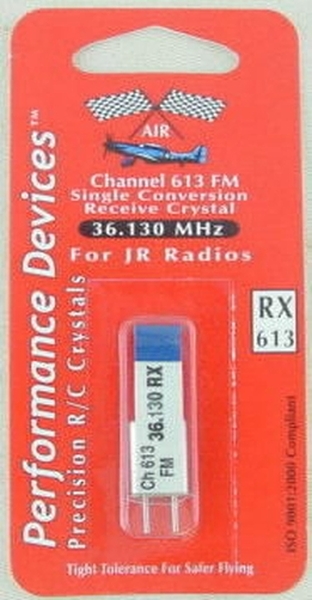 AIR
Channel 613 FM
Single Conversion
Receive Crystal
36.130 MHz
For JR Radios
Performance Devices™
Precision R/C Crystals
RX
613
Ch 613 36.130 RX
FM
ISO 9001:2000 Compliant
Tight Tolerance For Safer Flying